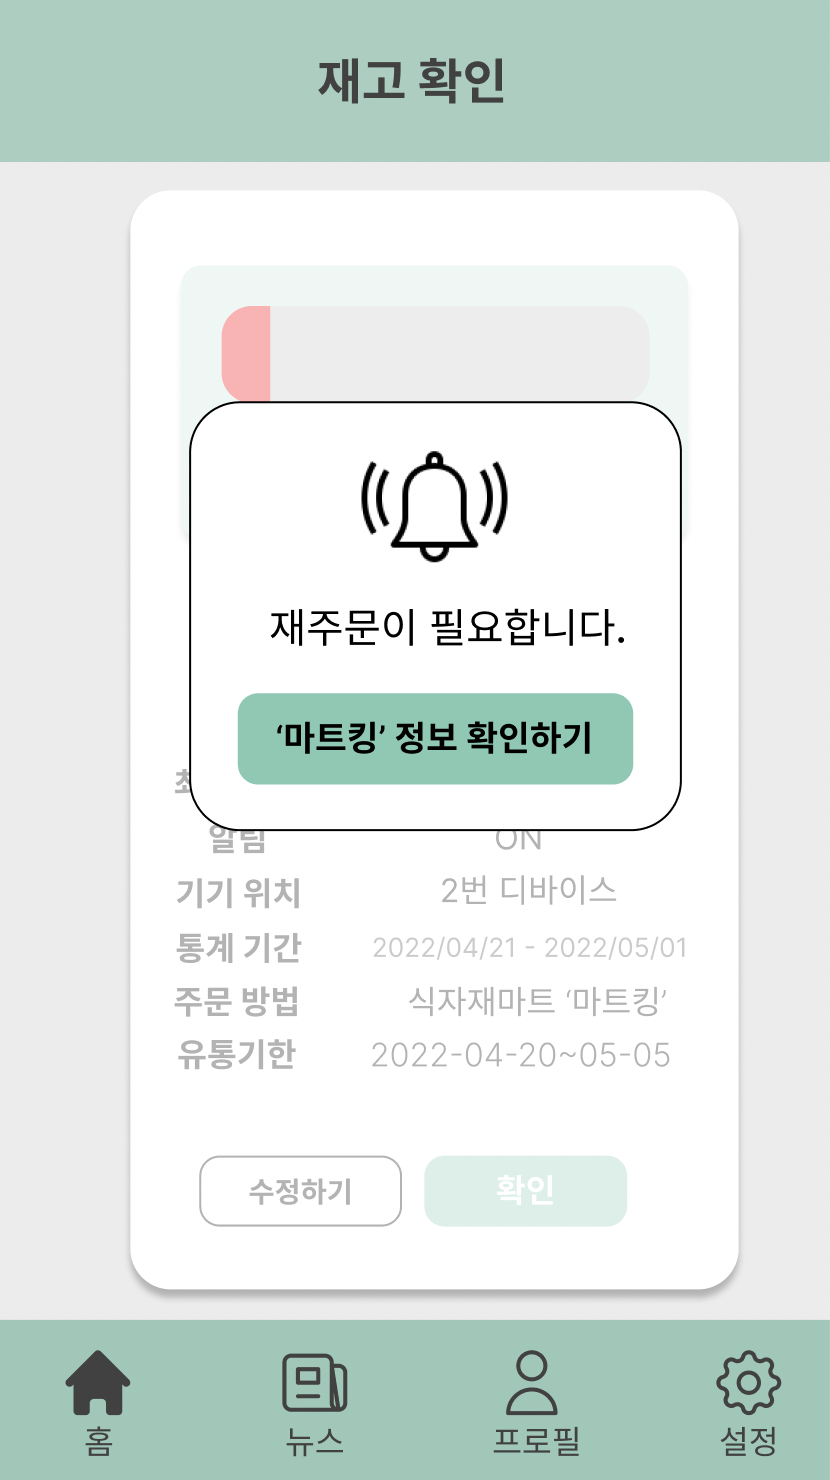 재고 확인
재주문이 필요합니다.
‘마트킹’ 정보 확인하기
알림 ON
기기 위치 2번 디바이스
통계 기간 2022/04/21 - 2022/05/01
주문 방법 식자재마트 ‘마트킹’
유통기한 2022-04-20~05-05
수정하기 확인
홈 뉴스 프로필 설정